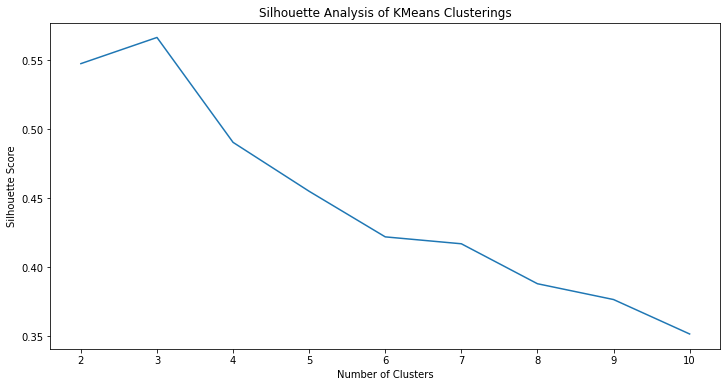 Silhouette Analysis of KMeans Clusterings
Silhouette Score
0.55
0.50
0.45
0.40
0.35
2 3 4 5 6 7 8 9 10
Number of Clusters